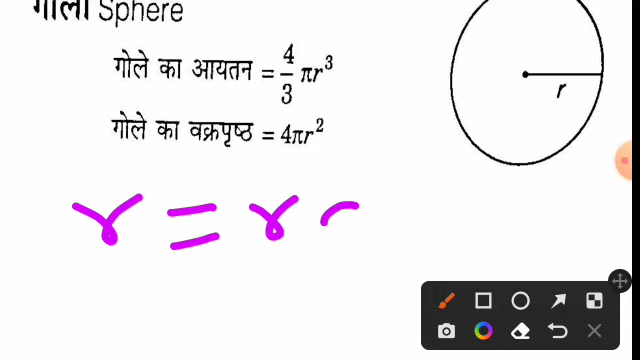 गोला Sphere
गोले का आयतन = 4/3 πr³
गोले का वक्रपृष्ठ = 4πr²
r
r = r